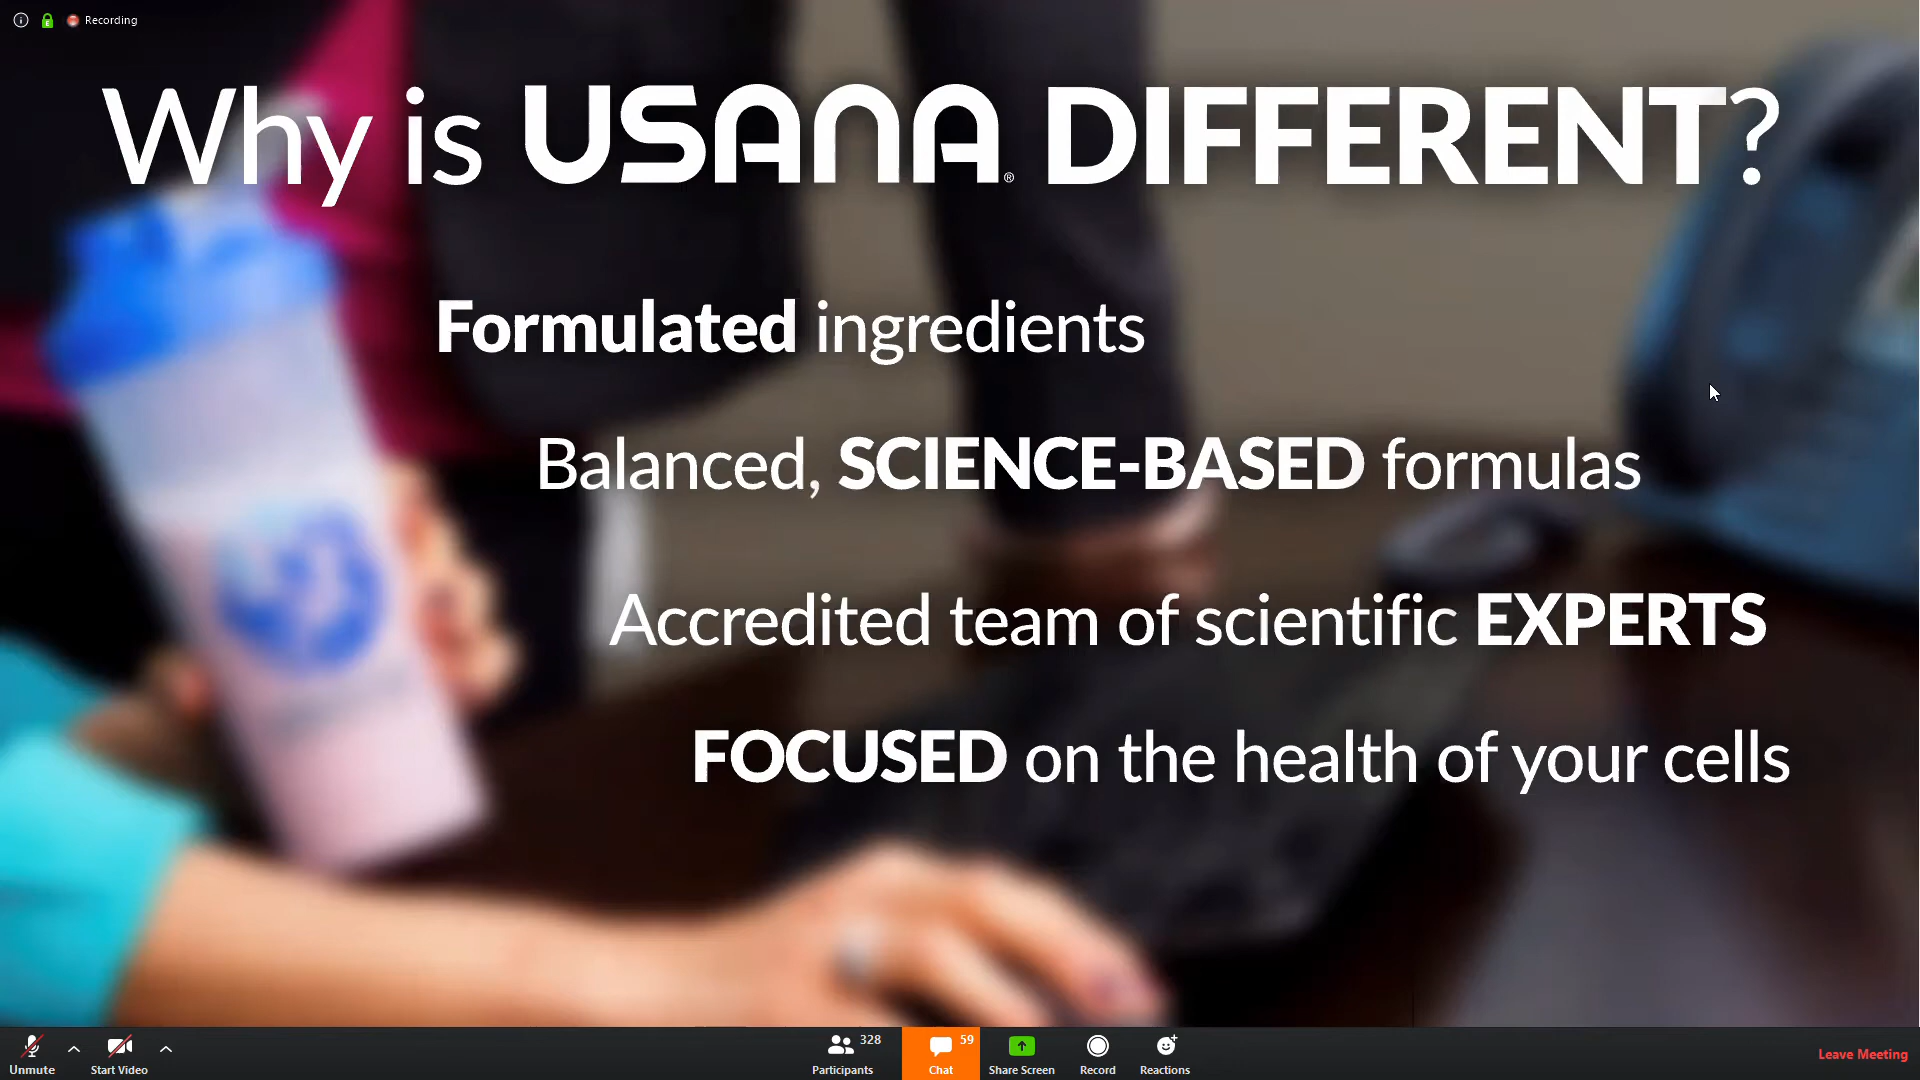 Recording
Why is USANA® DIFFERENT?
Formulated ingredients
Balanced, SCIENCE-BASED formulas
Accredited team of scientific EXPERTS
FOCUSED on the health of your cells
328 59
Unmute Start Video Participants Chat Share Screen Record Reactions Leave Meeting